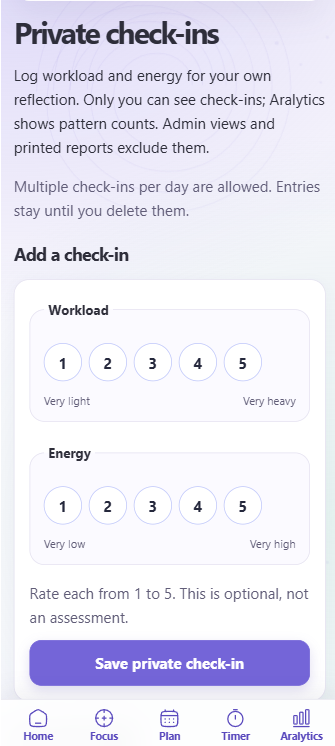 Private check-ins
Log workload and energy for your own
reflection. Only you can see check-ins; Aralytics
shows pattern counts. Admin views and
printed reports exclude them.
Multiple check-ins per day are allowed. Entries
stay until you delete them.
Add a check-in
Workload
1 2 3 4 5
Very light Very heavy
Energy
1 2 3 4 5
Very low Very high
Rate each from 1 to 5. This is optional, not
an assessment.
Save private check-in
Home Focus Plan Timer Aralytics